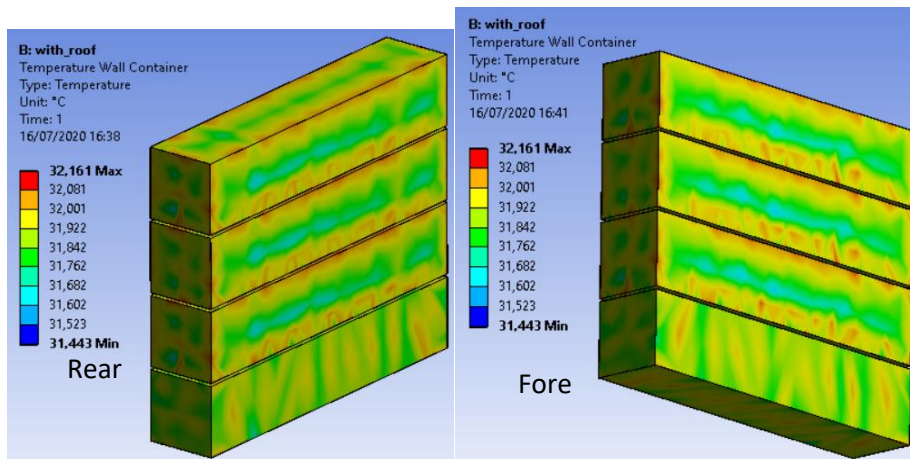 B: with_roof
Temperature Wall Container
Type: Temperature
Unit: °C
Time: 1
16/07/2020 16:38
32,161 Max
32,081
32,001
31,922
31,842
31,762
31,682
31,602
31,523
31,443 Min
Rear
B: with_roof
Temperature Wall Container
Type: Temperature
Unit: °C
Time: 1
16/07/2020 16:41
32,161 Max
32,081
32,001
31,922
31,842
31,762
31,682
31,602
31,523
31,443 Min
Fore